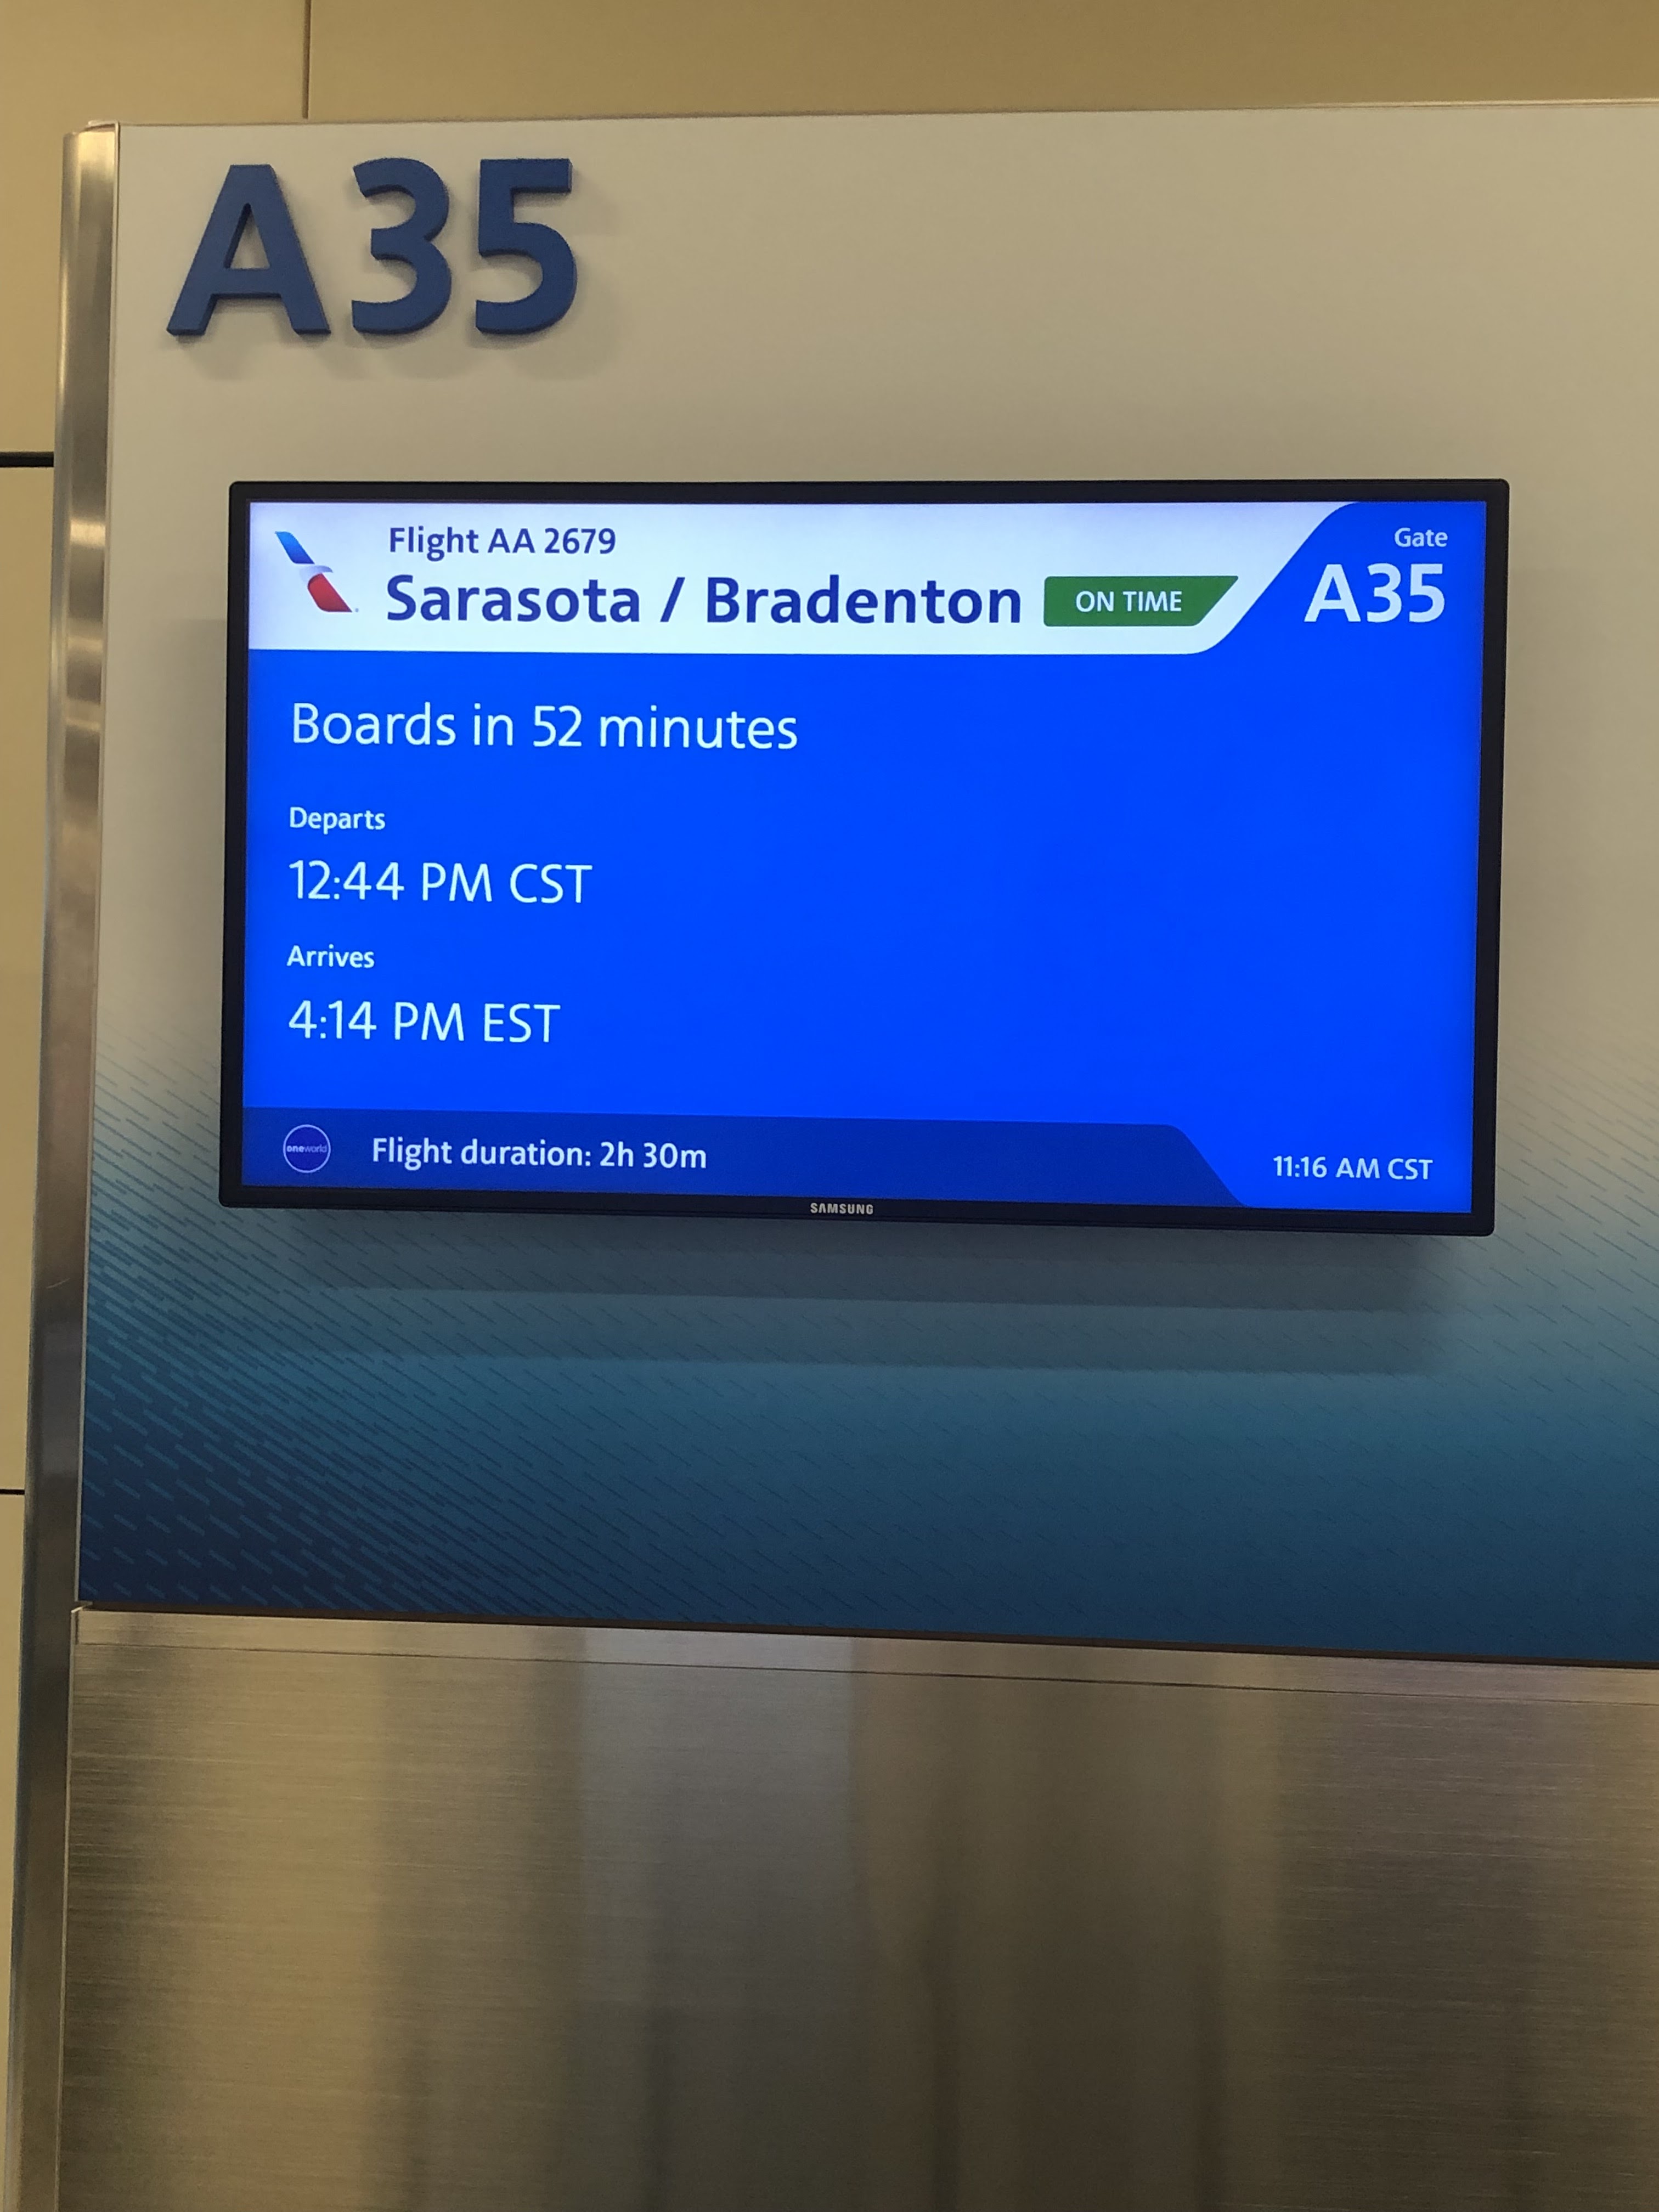 A35
Flight AA 2679
Sarasota / Bradenton
ON TIME
Gate
A35
Boards in 52 minutes
Departs
12:44 PM CST
Arrives
4:14 PM EST
oneworld
Flight duration: 2h 30m
11:16 AM CST
SAMSUNG